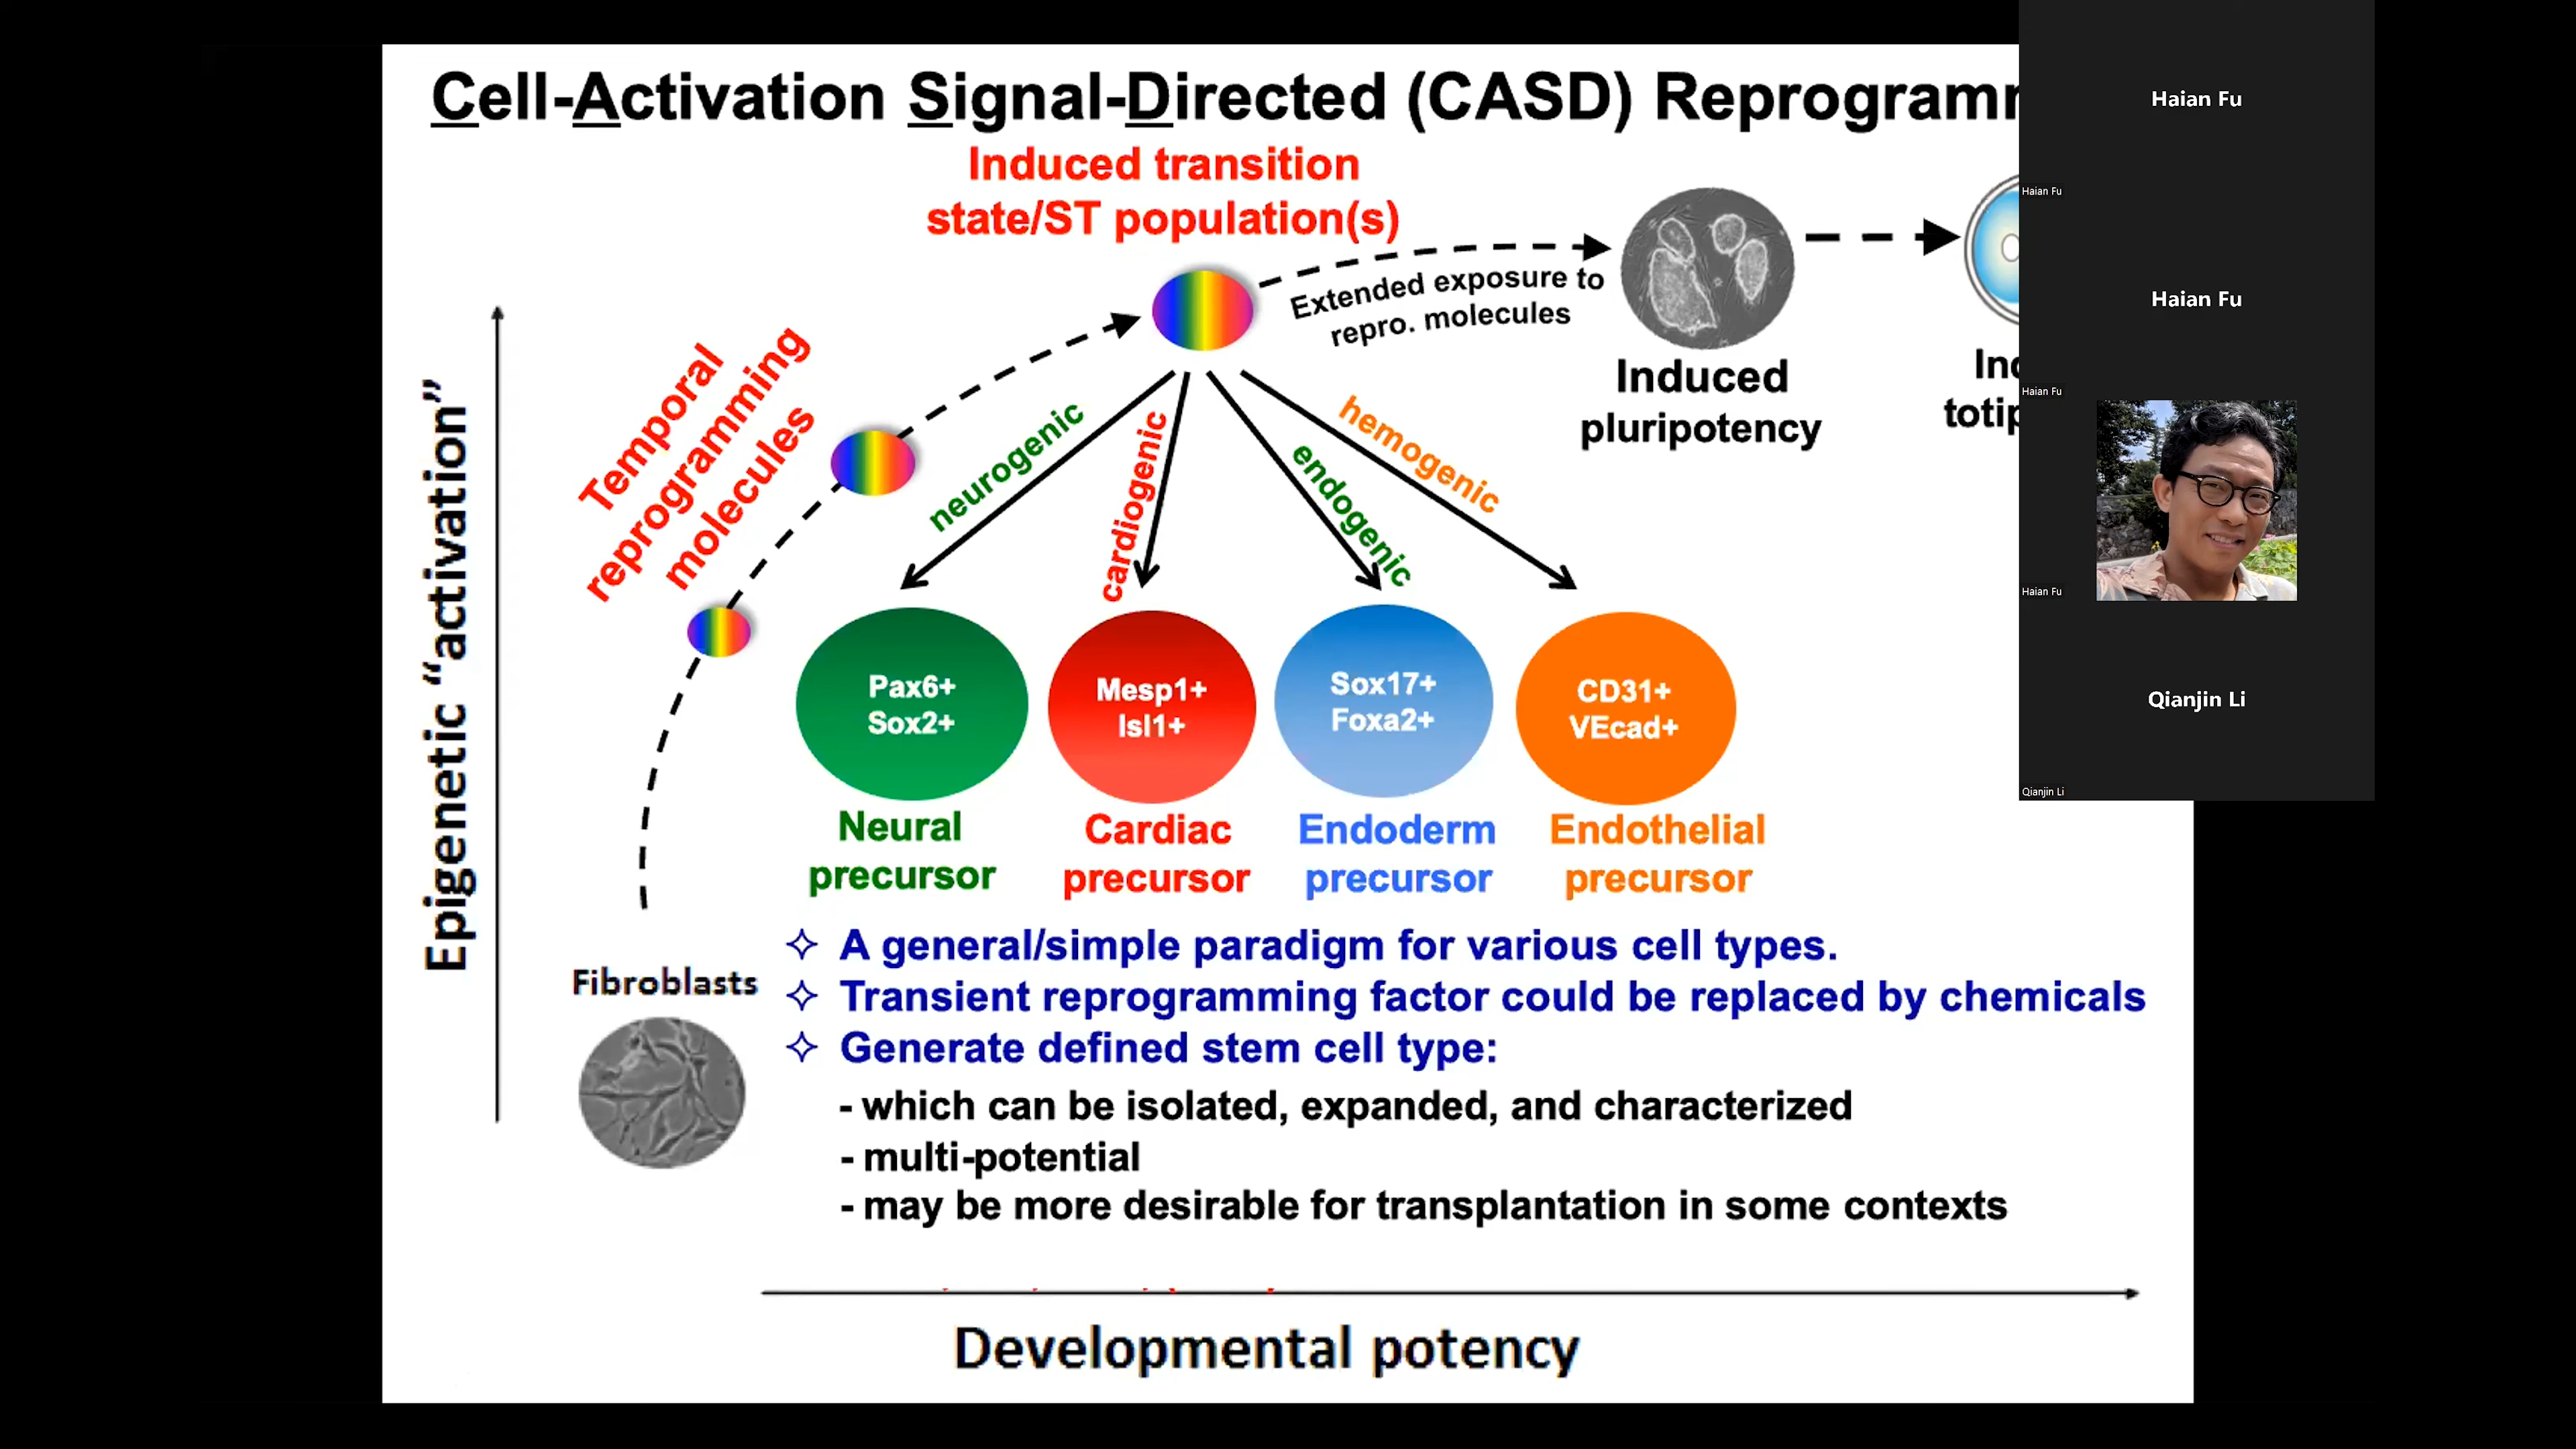 Cell-Activation Signal-Directed (CASD)
Induced transition
state/ST population(s)
Extended exposure to
repro. molecules
Induced
pluripotency
Temporal
reprogramming
molecules
Epigenetic “activation”
neurogenic
cardiogenic
endogenic
hemogenic
Pax6+
Sox2+
Mesp1+
Isl1+
Sox17+
Foxa2+
CD31+
VEcad+
Neural
precursor
Cardiac
precursor
Endoderm
precursor
Endothelial
precursor
Fibroblasts
✧ A general/simple paradigm for various cell types.
✧ Transient reprogramming factor could be replaced by chemicals
✧ Generate defined stem cell type:
- which can be isolated, expanded, and characterized
- multi-potential
- may be more desirable for transplantation in some contexts
Developmental potency
Haian Fu
Haian Fu
Haian Fu
Haian Fu
Haian Fu
Qianjin Li
Qianjin Li